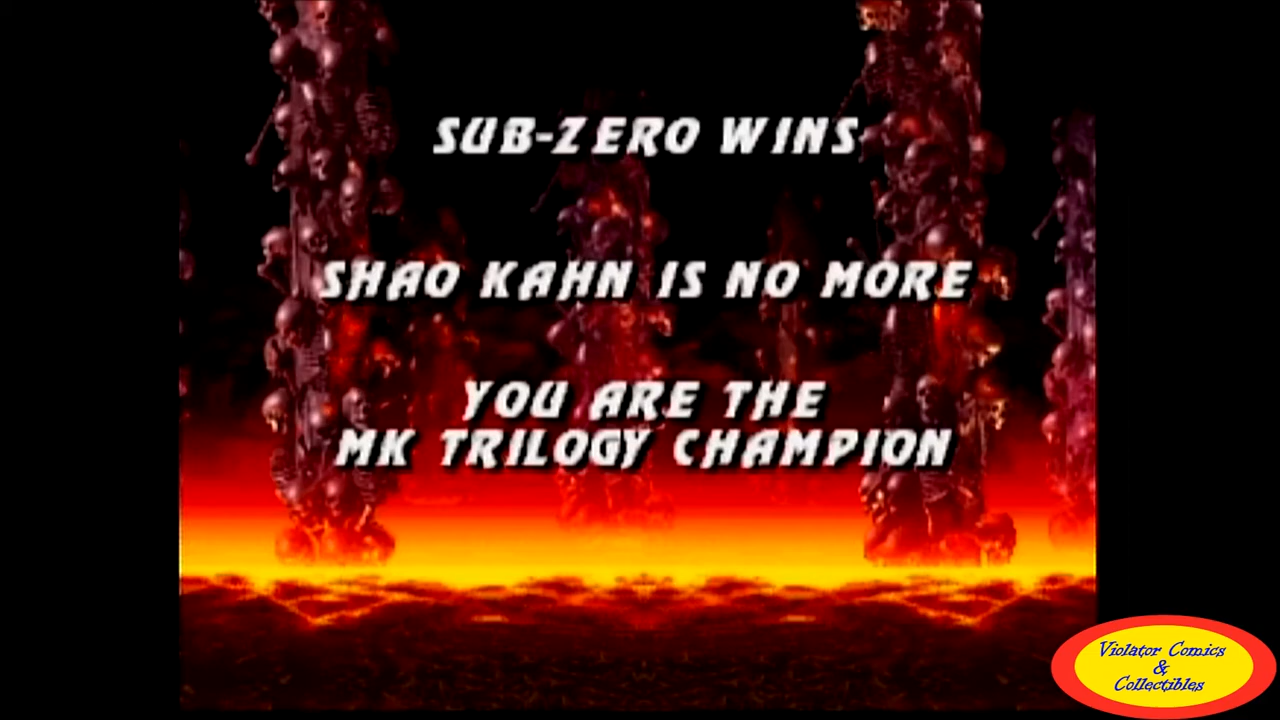 SUB-ZERO WINS
SHAO KAHN IS NO MORE
YOU ARE THE
MK TRILOGY CHAMPION
Violator Comics
&
Collectibles